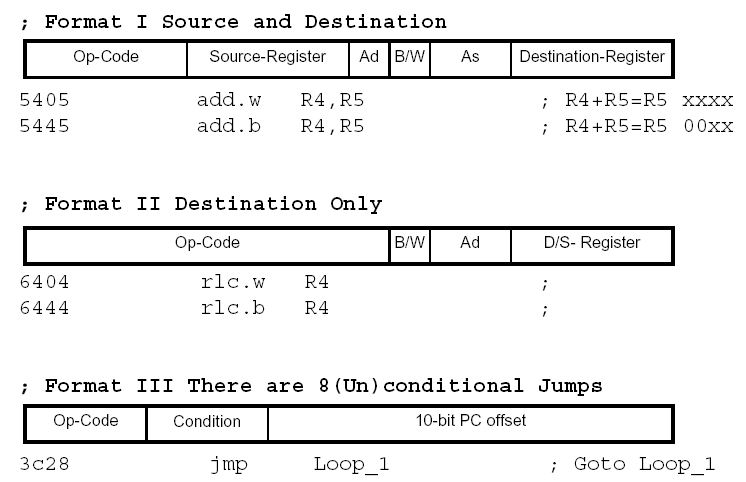 ; Format I Source and Destination
Op-Code Source-Register Ad B/W As Destination-Register
5405 add.w R4,R5 ; R4+R5=R5 xxxx
5445 add.b R4,R5 ; R4+R5=R5 00xx
; Format II Destination Only
Op-Code B/W Ad D/S- Register
6404 rlc.w R4 ;
6444 rlc.b R4 ;
; Format III There are 8(Un)conditional Jumps
Op-Code Condition 10-bit PC offset
3c28 jmp Loop_1 ; Goto Loop_1